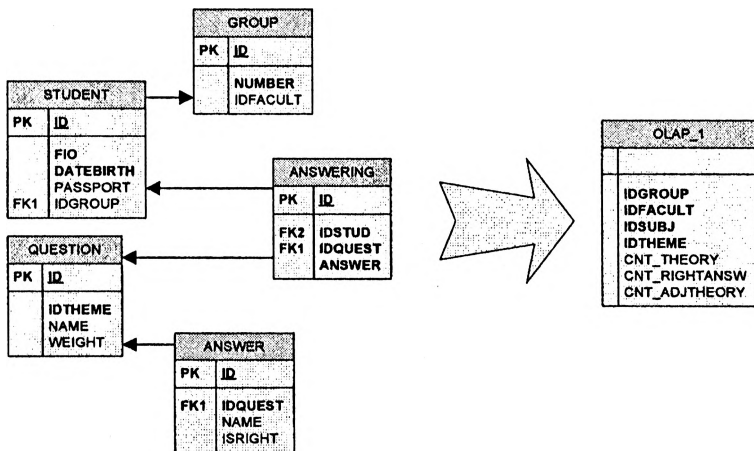 GROUP
PK ID
NUMBER
IDFACULT
STUDENT
PK ID
FIO
DATEBIRTH
PASSPORT
FK1 IDGROUP
ANSWERING
PK ID
FK2 IDSTUD
FK1 IDQUEST
ANSWER
QUESTION
PK ID
IDTHEME
NAME
WEIGHT
ANSWER
PK ID
FK1 IDQUEST
NAME
ISRIGHT
OLAP_1
IDGROUP
IDFACULT
IDSUBJ
IDTHEME
CNT_THEORY
CNT_RIGHTANSW
CNT_ADJTHEORY